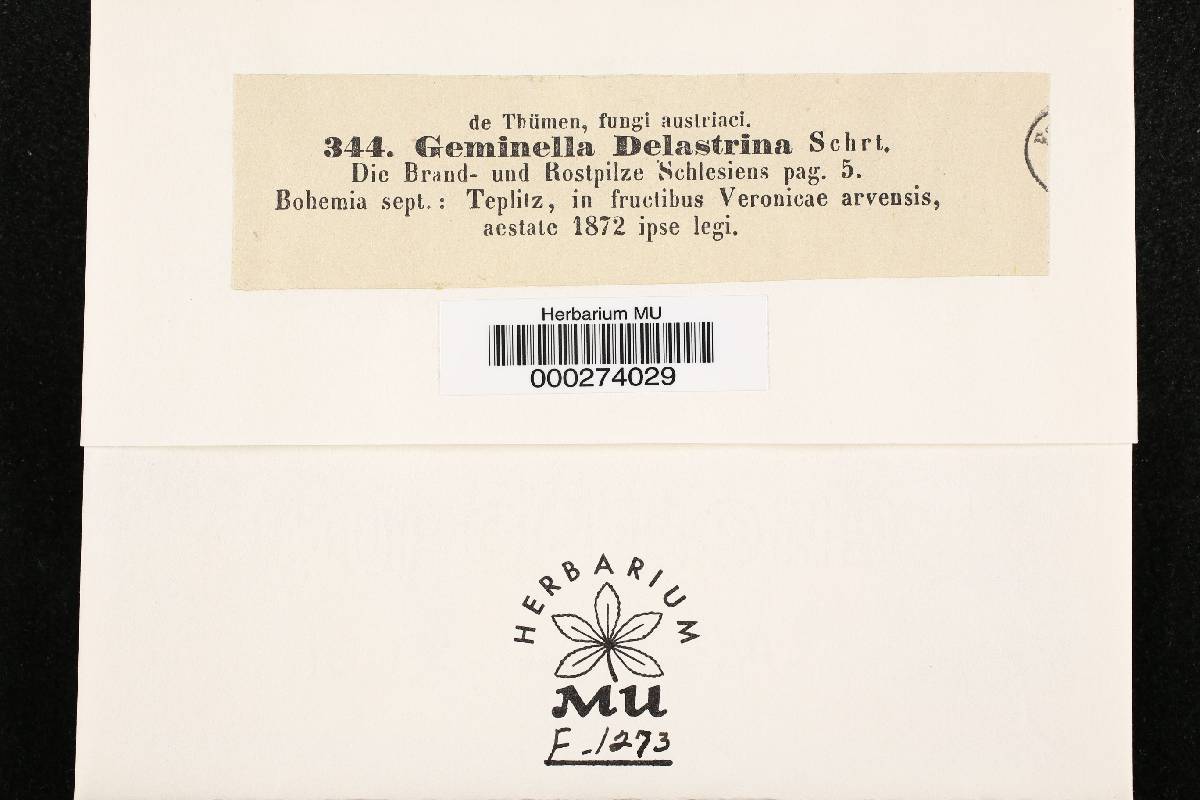 de Thümen, fungi austriaci.
344. Geminella Delastrina Schrt.
Die Brand- und Rostpilze Schlesiens pag. 5.
Bohemia sept.: Teplitz, in fructibus Veronicae arvensis,
aestate 1872 ipse legi.
Herbarium MU
000274029
HERBARIUM
MU
F-1273